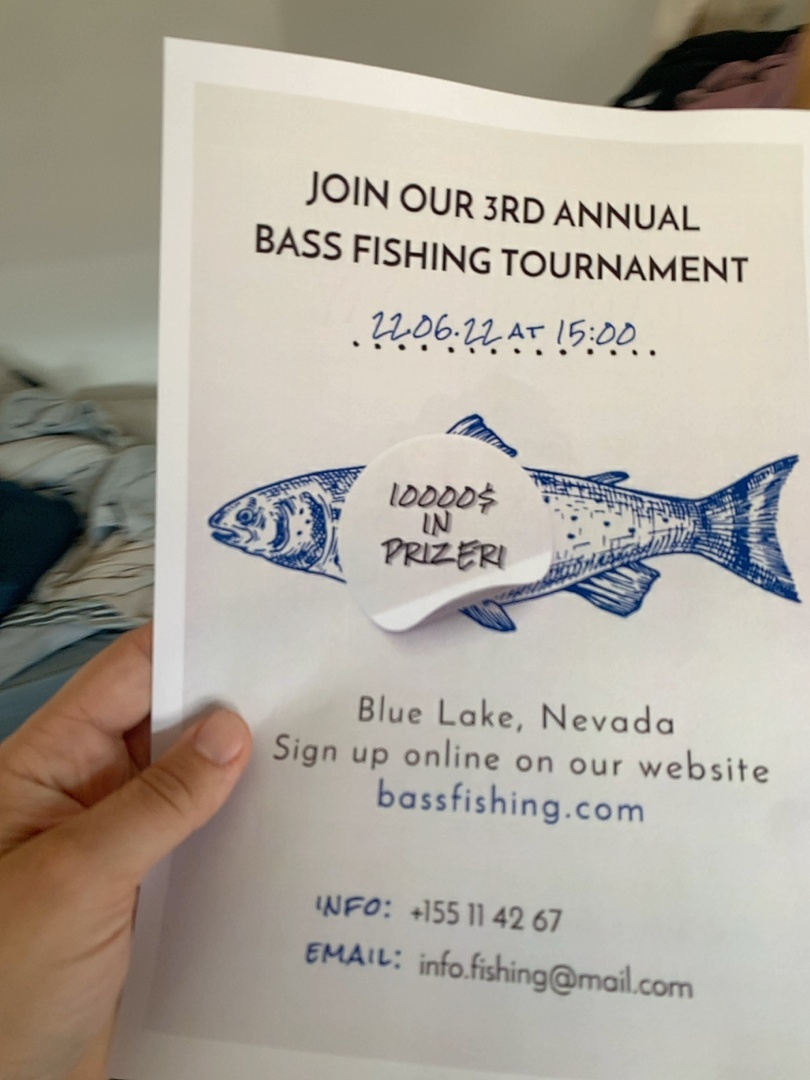 JOIN OUR 3RD ANNUAL
BASS FISHING TOURNAMENT
22.06.22 AT 15:00
10000$
IN
PRIZER!
Blue Lake, Nevada
Sign up online on our website
bassfishing.com
INFO: +155 11 42 67
EMAIL: info.fishing@mail.com